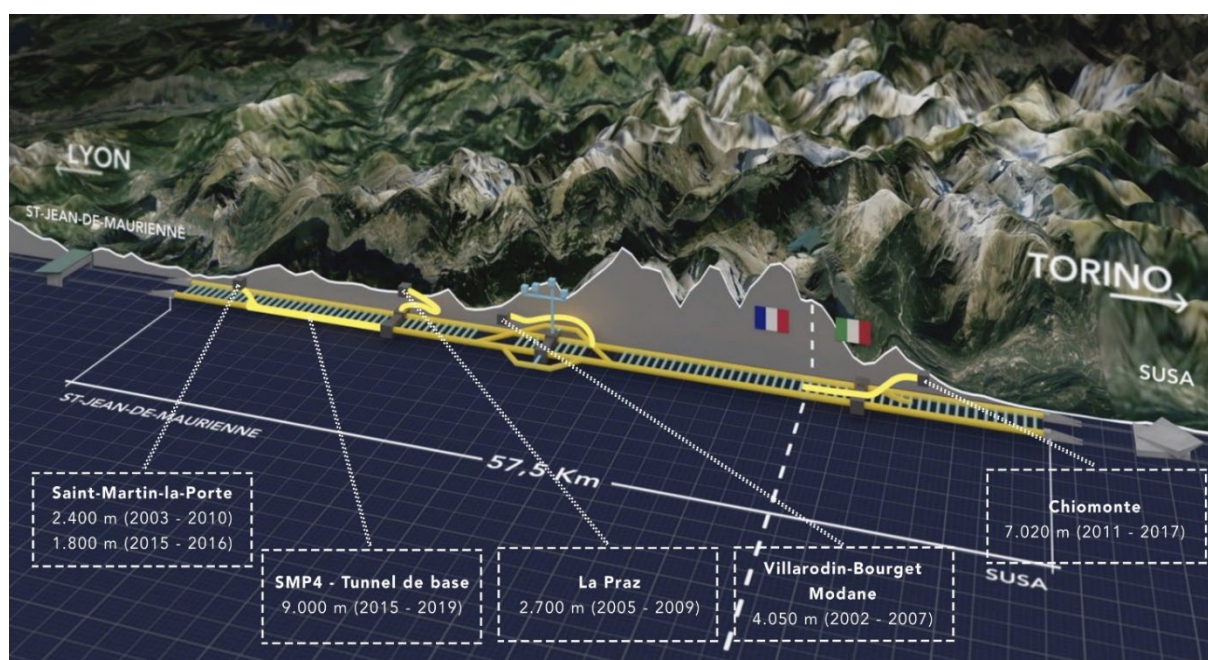 LYON
ST-JEAN-DE-MAURIENNE
TORINO
SUSA
ST-JEAN-DE-MAURIENNE
57,5 Km
SUSA
Saint-Martin-la-Porte
2.400 m (2003 - 2010)
1.800 m (2015 - 2016)
SMP4 - Tunnel de base
9.000 m (2015 - 2019)
La Praz
2.700 m (2005 - 2009)
Villarodin-Bourget
Modane
4.050 m (2002 - 2007)
Chiomonte
7.020 m (2011 - 2017)